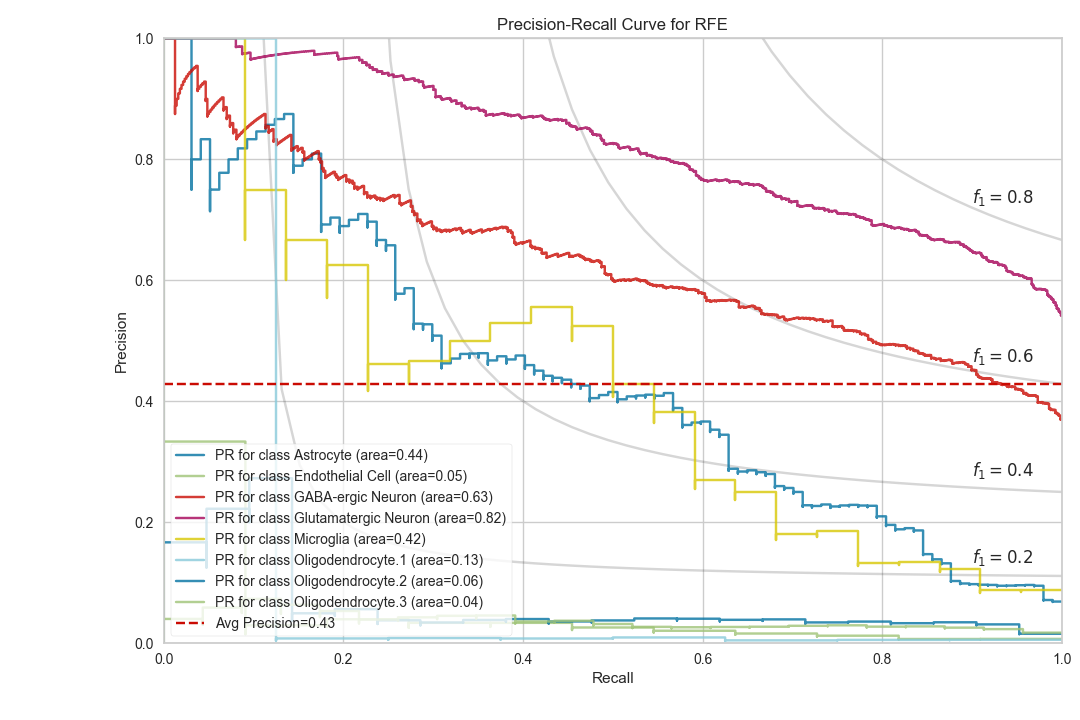 Precision-Recall Curve for RFE
1.0
0.8
0.6
0.4
0.2
0.0
Precision
f1 = 0.8
f1 = 0.6
f1 = 0.4
f1 = 0.2
PR for class Astrocyte (area=0.44)
PR for class Endothelial Cell (area=0.05)
PR for class GABA-ergic Neuron (area=0.63)
PR for class Glutamatergic Neuron (area=0.82)
PR for class Microglia (area=0.42)
PR for class Oligodendrocyte.1 (area=0.13)
PR for class Oligodendrocyte.2 (area=0.06)
PR for class Oligodendrocyte.3 (area=0.04)
Avg Precision=0.43
0.0 0.2 0.4 0.6 0.8 1.0
Recall